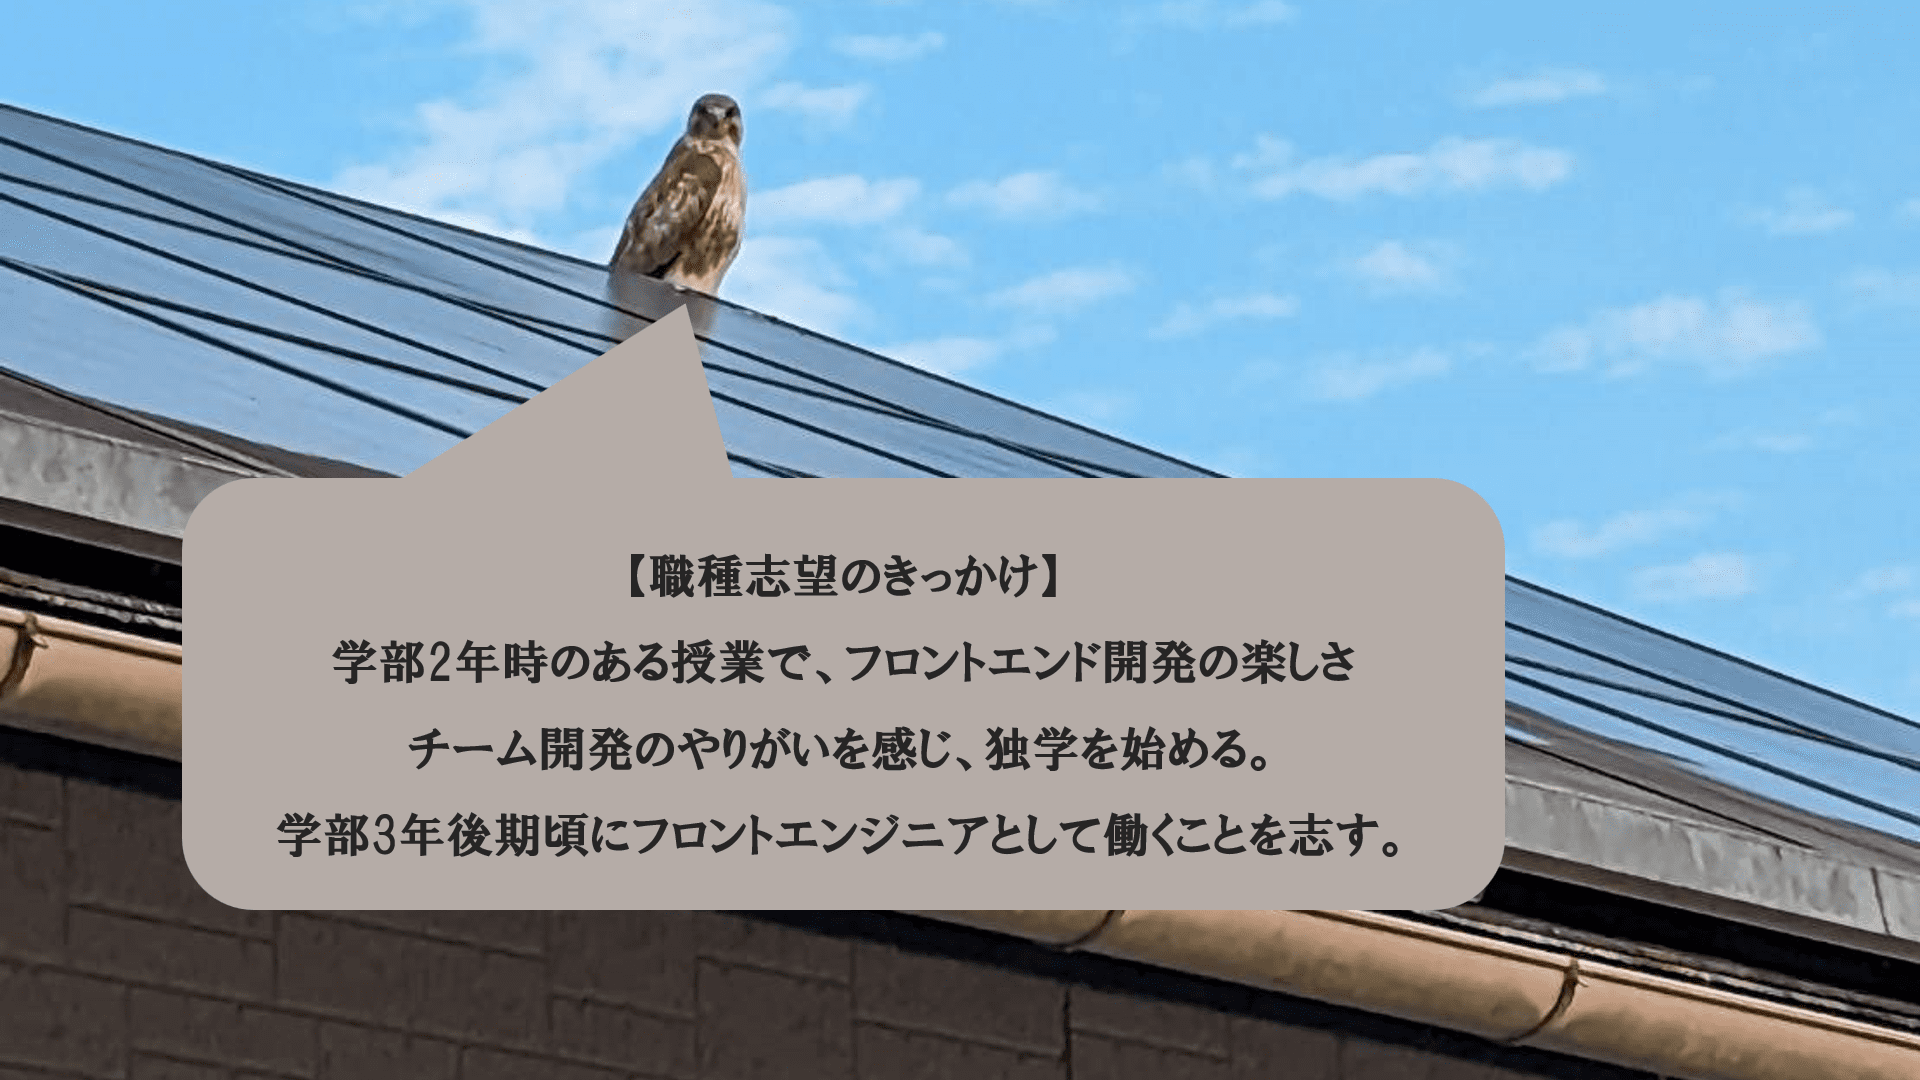 【職種志望のきっかけ】
学部2年時のある授業で、フロントエンド開発の楽しさ
チーム開発のやりがいを感じ、独学を始める。
学部3年後期頃にフロントエンジニアとして働くことを志す。